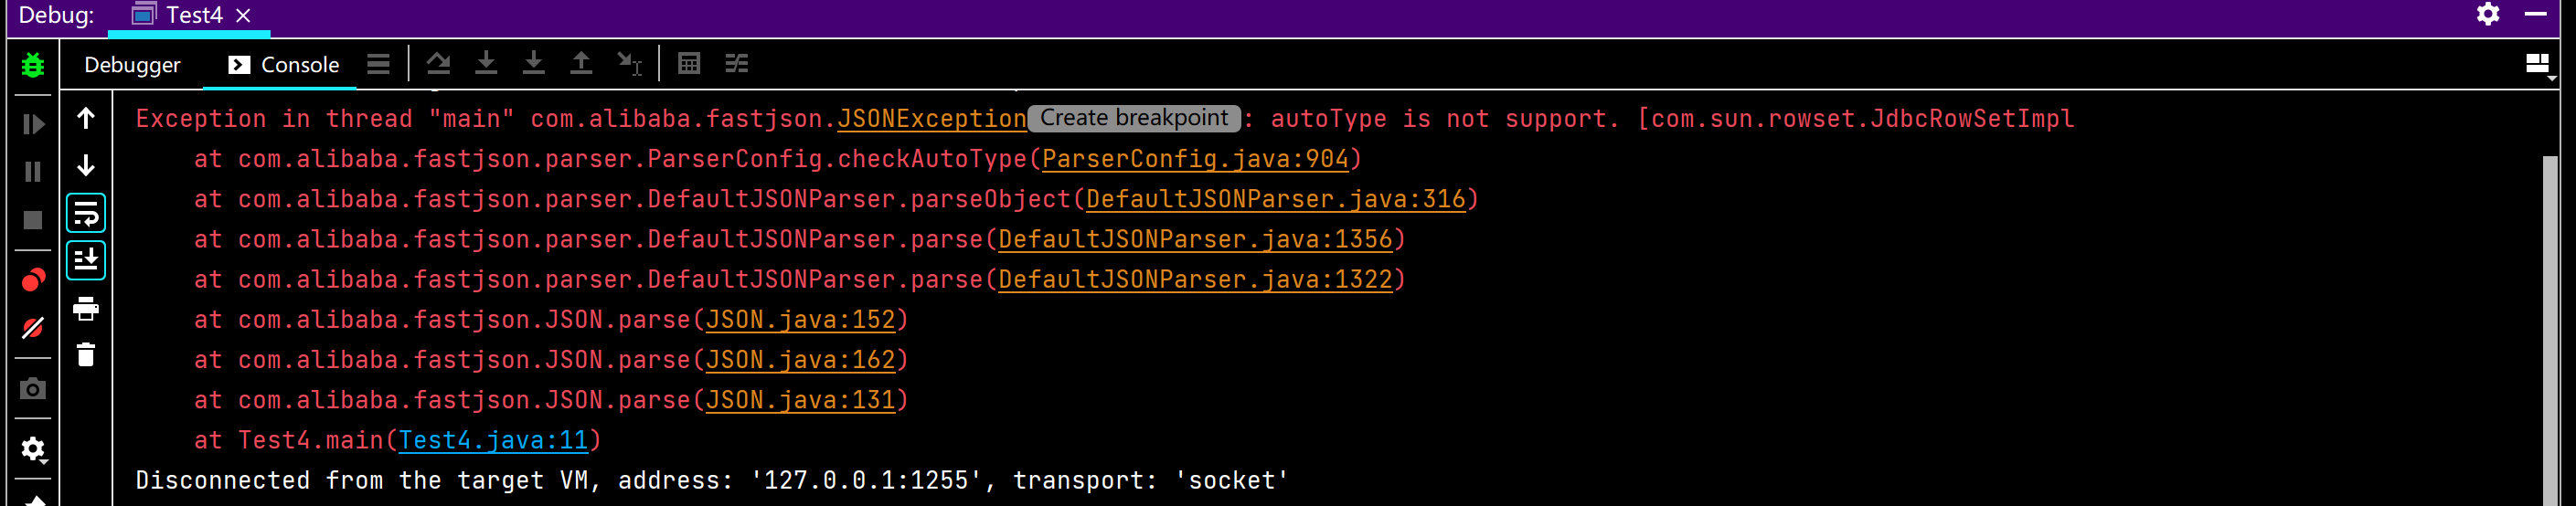 Debug: Test4
Debugger Console
Exception in thread "main" com.alibaba.fastjson.JSONException Create breakpoint : autoType is not support. [com.sun.rowset.JdbcRowSetImpl
at com.alibaba.fastjson.parser.ParserConfig.checkAutoType(ParserConfig.java:904)
at com.alibaba.fastjson.parser.DefaultJSONParser.parseObject(DefaultJSONParser.java:316)
at com.alibaba.fastjson.parser.DefaultJSONParser.parse(DefaultJSONParser.java:1356)
at com.alibaba.fastjson.parser.DefaultJSONParser.parse(DefaultJSONParser.java:1322)
at com.alibaba.fastjson.JSON.parse(JSON.java:152)
at com.alibaba.fastjson.JSON.parse(JSON.java:162)
at com.alibaba.fastjson.JSON.parse(JSON.java:131)
at Test4.main(Test4.java:11)
Disconnected from the target VM, address: '127.0.0.1:1255', transport: 'socket'